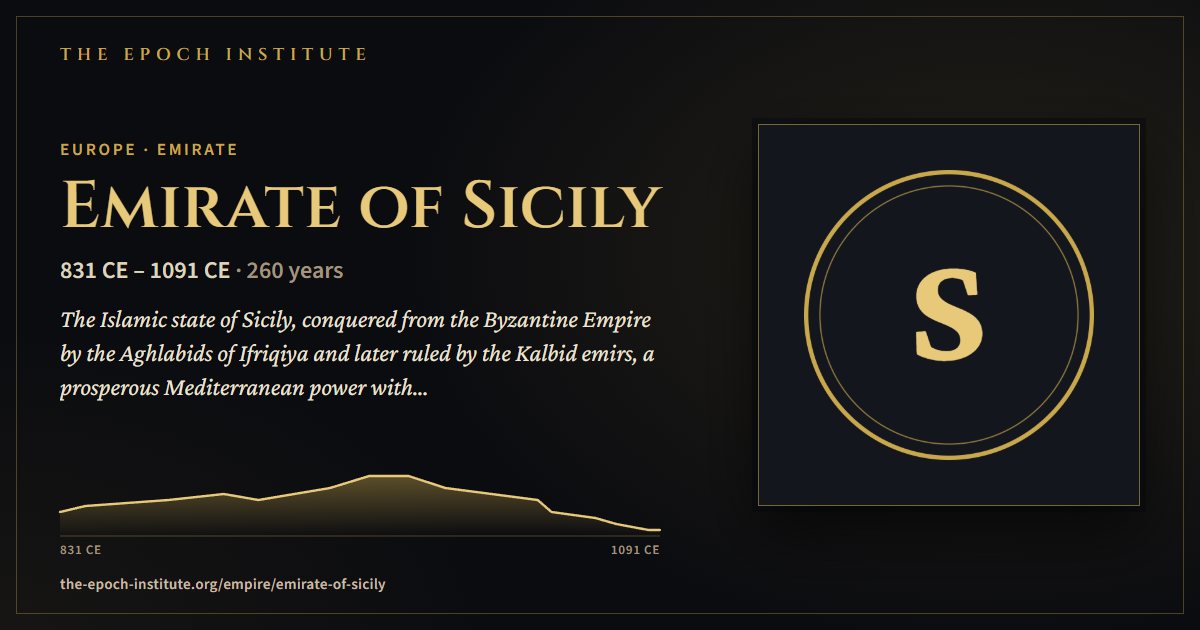 THE EPOCH INSTITUTE
EUROPE · EMIRATE
EMIRATE OF SICILY
831 CE – 1091 CE · 260 years
The Islamic state of Sicily, conquered from the Byzantine Empire
by the Aghlabids of Ifriqiya and later ruled by the Kalbid emirs, a
prosperous Mediterranean power with...
S
831 CE
1091 CE
the-epoch-institute.org/empire/emirate-of-sicily